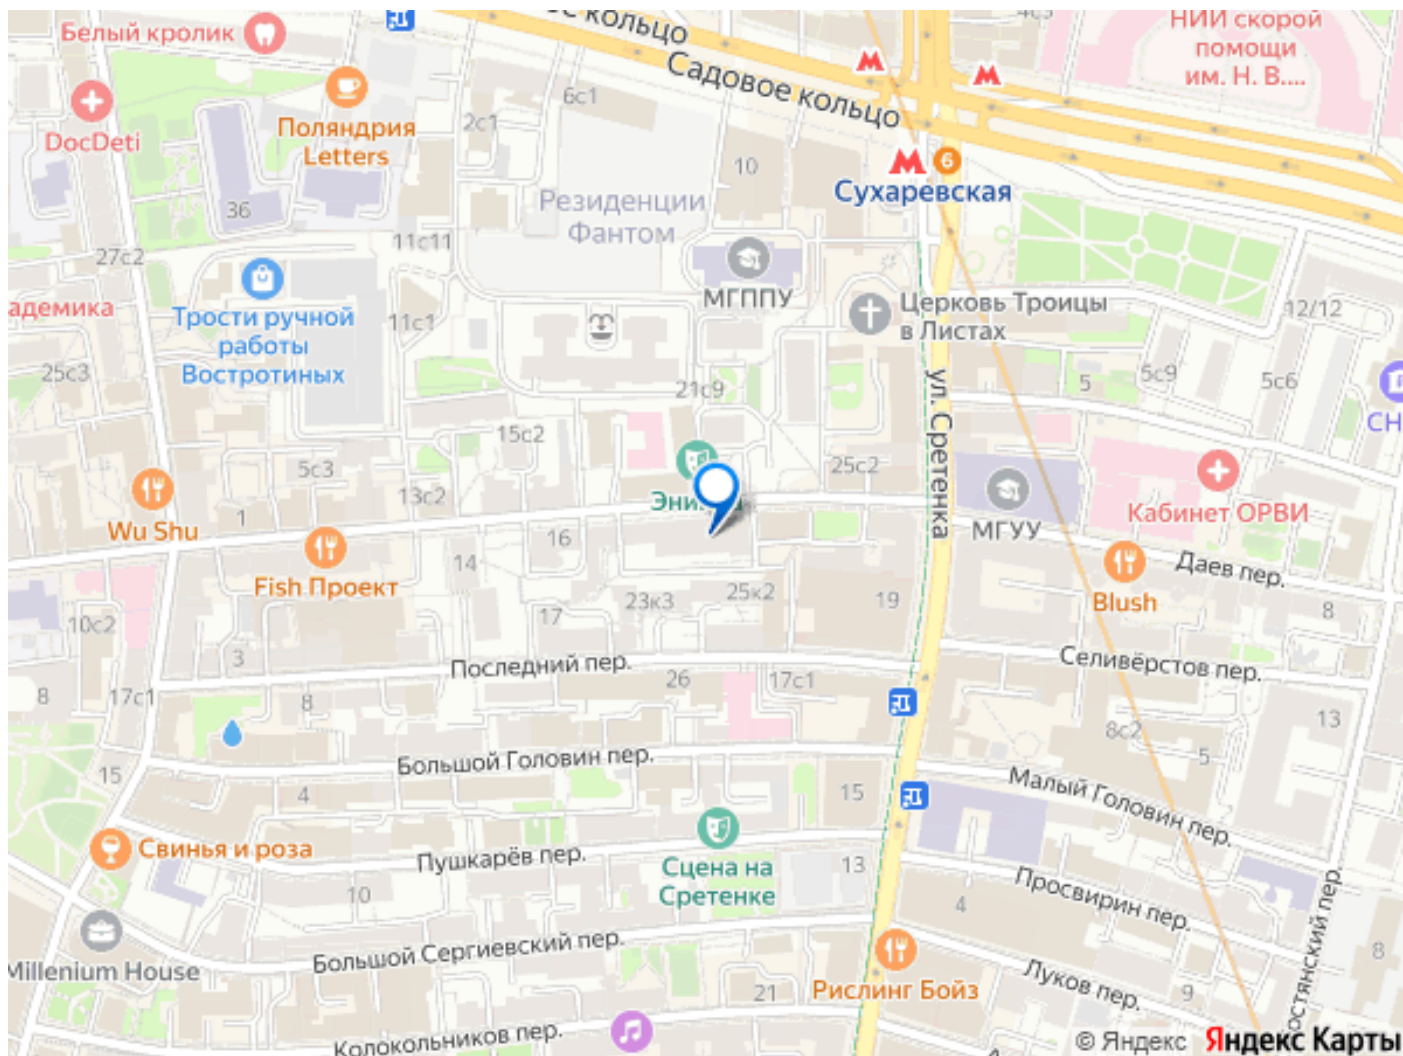 Белый кролик
DocDeti
Поляндрия
Letters
6с1
2с1
36
11с11
27с2
кольцо
Садовое кольцо
НИИ скорой
помощи
им. Н. В....
10
6
Сухаревская
Резиденции
Фантом
МГППУ
Церковь Троицы
в Листах
12/12
Трости ручной
работы
Востротиных
11с1
25с3
21с9
5
5с9
5с6
СН
ул. Сретенка
15с2
5с3
13с2
1
Wu Shu
Fish Проект
14
16
25с2
МГУУ
Кабинет ОРВИ
Даев пер.
Blush
8
10с2
17
23к3
25к2
19
3
Последний пер.
Селивёрстов пер.
8
17с1
8
26
17с1
13
8с2
5
Большой Головин пер.
15
4
15
Малый Головин пер.
Свинья и роза
Пушкарёв пер.
Сцена на
Сретенке
13
10
4
Просвирин пер.
8
Millenium House
Большой Сергиевский пер.
21
Рислинг Бойз
Луков пер.
9
Колокольников пер.
© Яндекс
Яндекс Карты